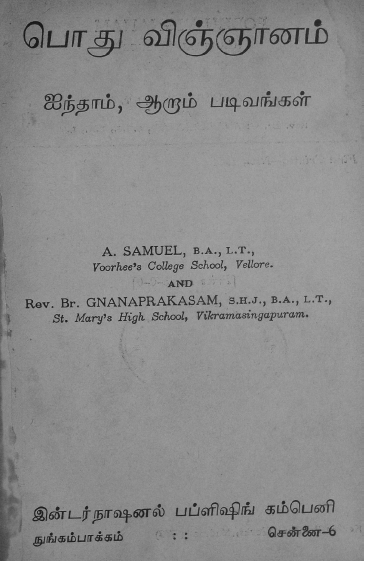 பொது விஞ்ஞானம்
ஐந்தாம், ஆறாம் படிவங்கள்
A. SAMUEL, B.A., L.T.,
Voorhee's College School, Vellore.
AND
Rev. Br. GNANAPRAKASAM, S.H.J., B.A., L.T.,
St. Mary's High School, Vikramasingapuram.
இன்டர்நாஷனல் பப்ளிஷிங் கம்பெனி
நுங்கம்பாக்கம் : : சென்னை-6